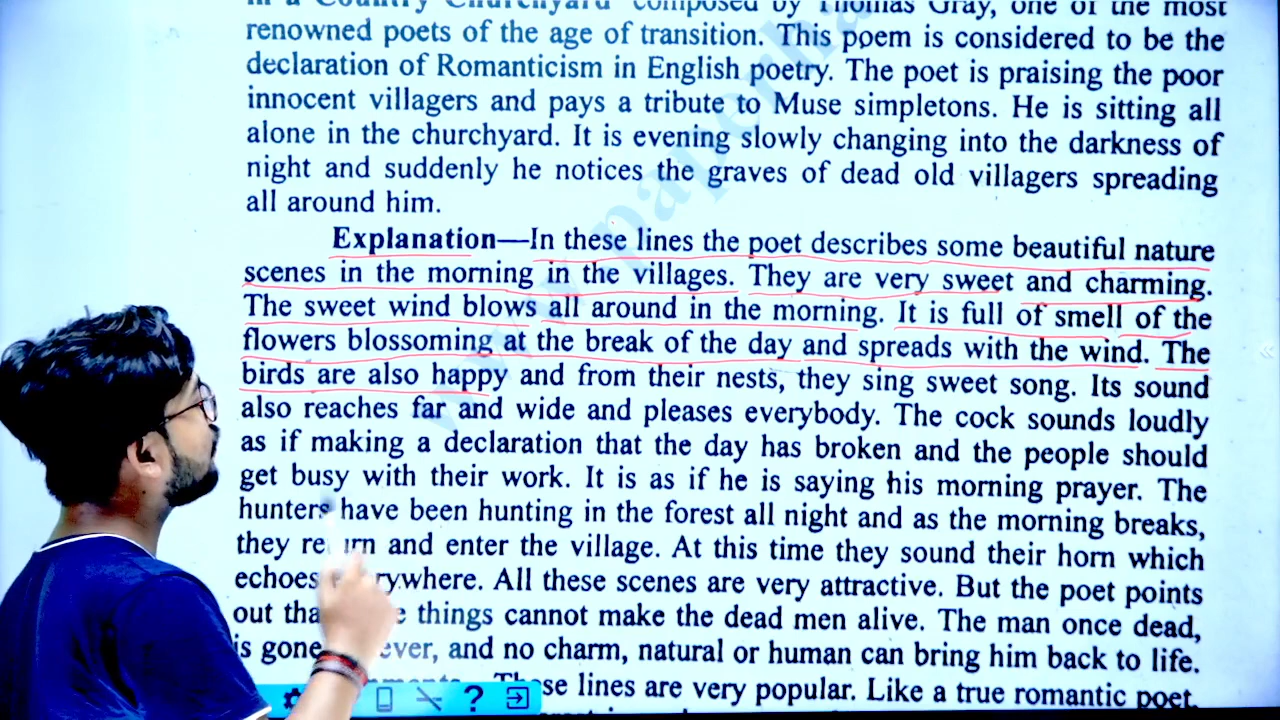 in a Country Churchyard composed by Thomas Gray, one of the most
renowned poets of the age of transition. This poem is considered to be the
declaration of Romanticism in English poetry. The poet is praising the poor
innocent villagers and pays a tribute to Muse simpletons. He is sitting all
alone in the churchyard. It is evening slowly changing into the darkness of
night and suddenly he notices the graves of dead old villagers spreading
all around him.
Explanation—In these lines the poet describes some beautiful nature
scenes in the morning in the villages. They are very sweet and charming.
The sweet wind blows all around in the morning. It is full of smell of the
flowers blossoming at the break of the day and spreads with the wind. The
birds are also happy and from their nests, they sing sweet song. Its sound
also reaches far and wide and pleases everybody. The cock sounds loudly
as if making a declaration that the day has broken and the people should
get busy with their work. It is as if he is saying his morning prayer. The
hunters have been hunting in the forest all night and as the morning breaks,
they return and enter the village. At this time they sound their horn which
echoes everywhere. All these scenes are very attractive. But the poet points
out things cannot make the dead men alive. The man once dead,
is gone and no charm, natural or human can bring him back to life.
These lines are very popular. Like a true romantic poet,
?